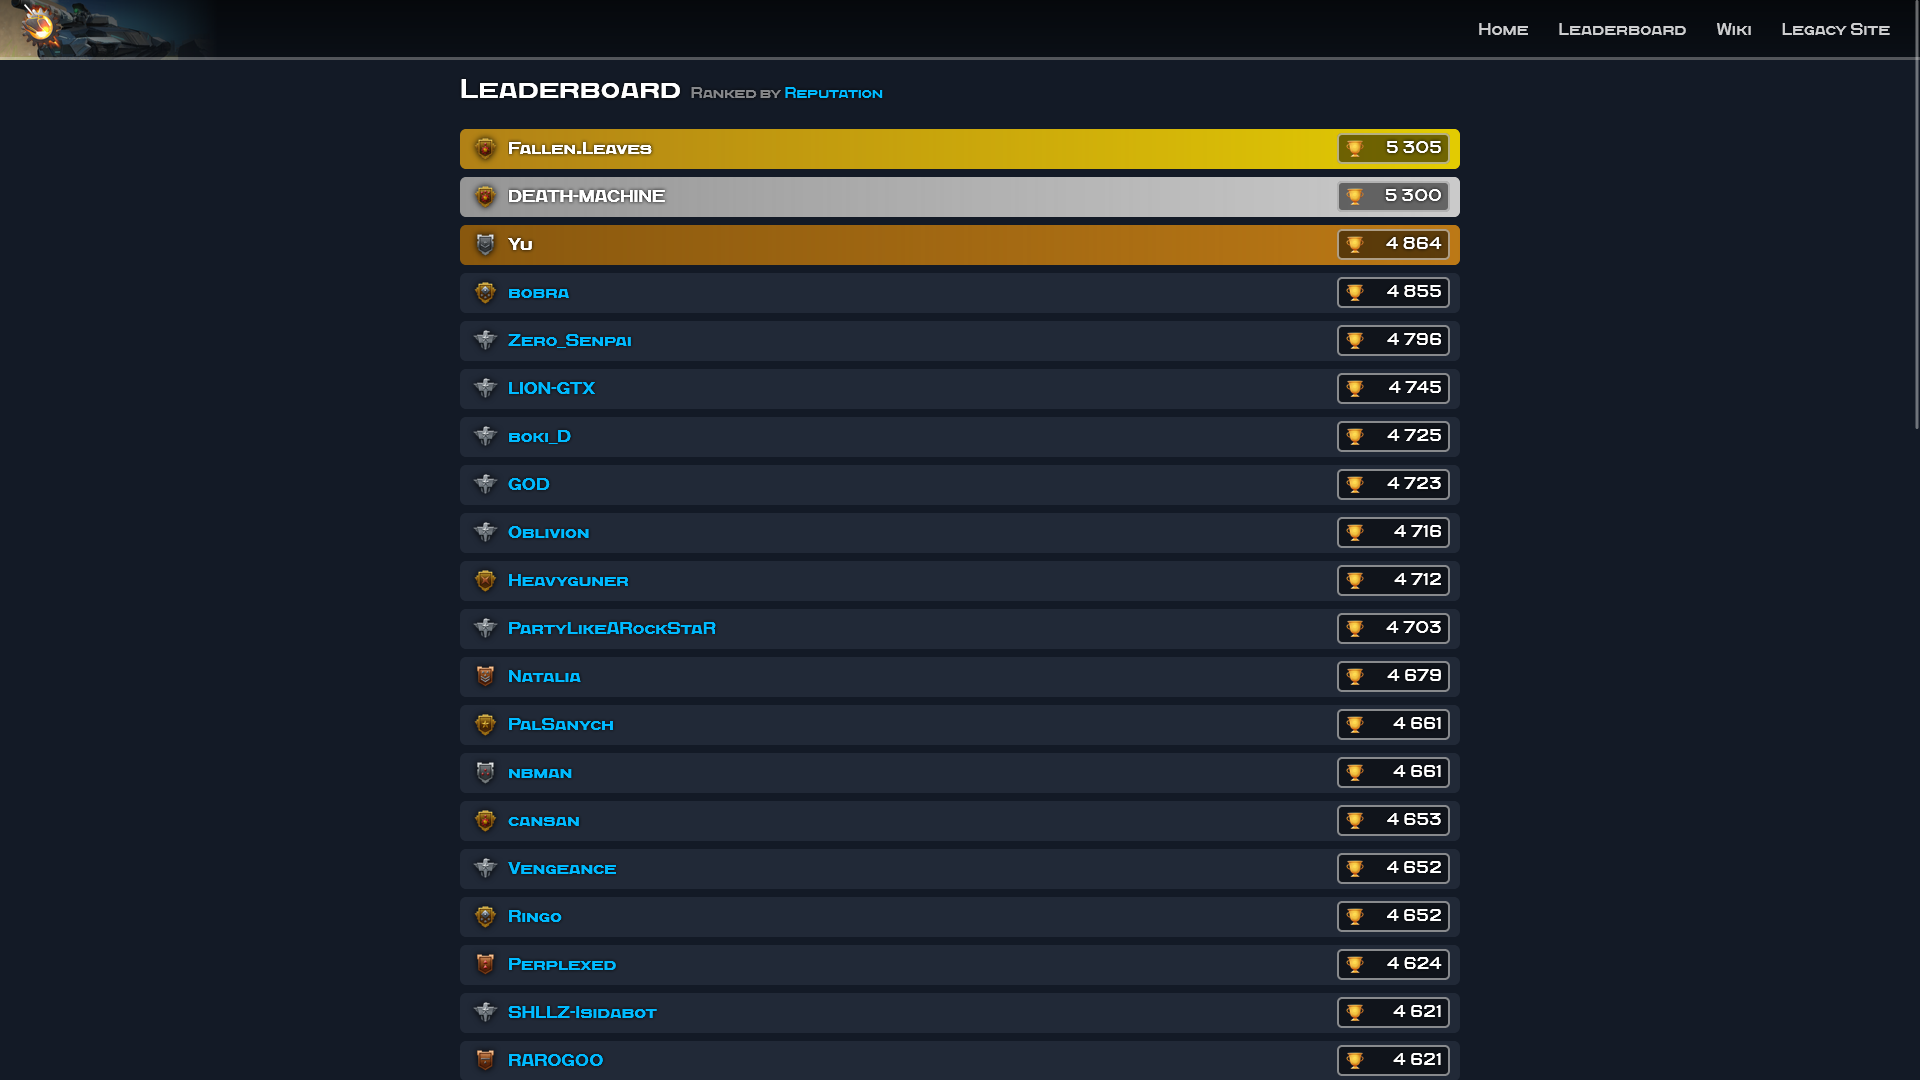 Home Leaderboard Wiki Legacy Site
Leaderboard Ranked by Reputation
Fallen.Leaves 5 305
DEATH-MACHINE 5 300
Yu 4 864
bobra 4 855
Zero_Senpai 4 796
LION-GTX 4 745
boki_D 4 725
GOD 4 723
Oblivion 4 716
Heavyguner 4 712
PartyLikeARockStaR 4 703
Natalia 4 679
PalSanych 4 661
nbman 4 661
cansan 4 653
Vengeance 4 652
Ringo 4 652
Perplexed 4 624
SHLLZ-Isidabot 4 621
RAROGOO 4 621